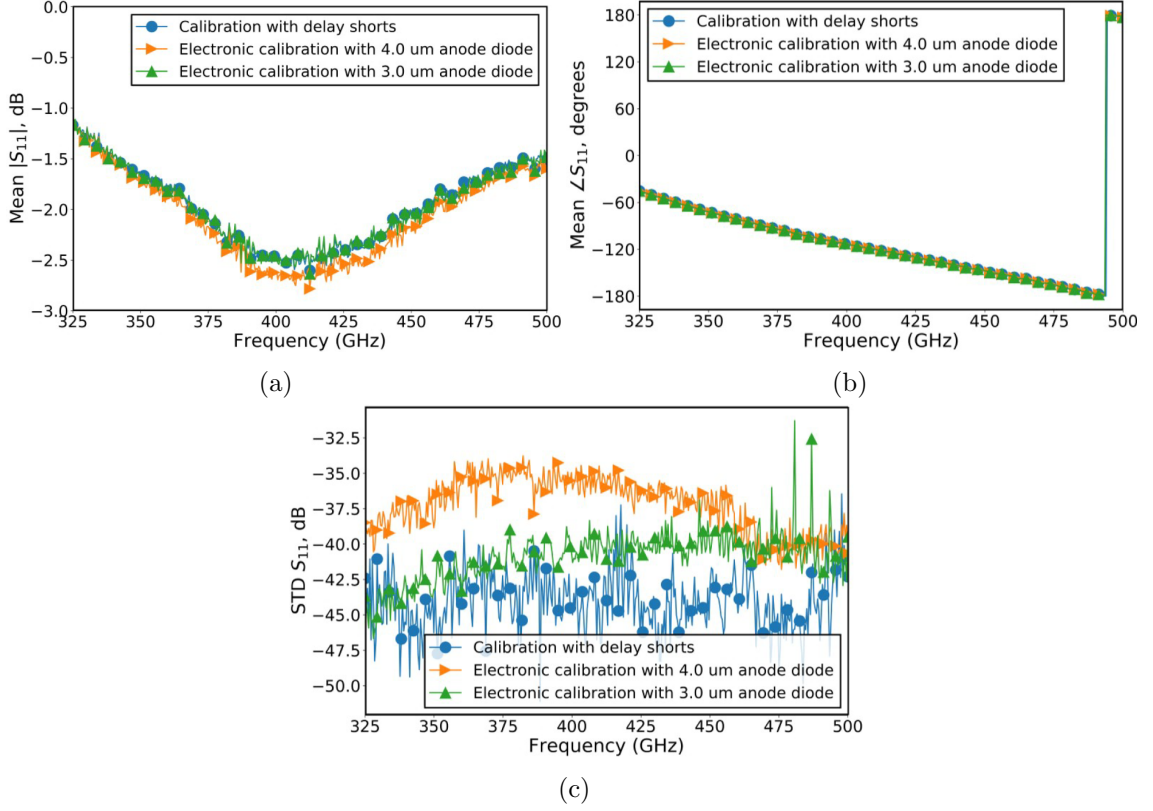 0.0
−0.5
−1.0
−1.5
−2.0
−2.5
−3.0
Mean |S11|, dB
Calibration with delay shorts
Electronic calibration with 4.0 um anode diode
Electronic calibration with 3.0 um anode diode
325 350 375 400 425 450 475 500
Frequency (GHz)
(a)
180
120
60
0
−60
−120
−180
Mean ∠S11, degrees
Calibration with delay shorts
Electronic calibration with 4.0 um anode diode
Electronic calibration with 3.0 um anode diode
325 350 375 400 425 450 475 500
Frequency (GHz)
(b)
−32.5
−35.0
−37.5
−40.0
−42.5
−45.0
−47.5
−50.0
STD S11, dB
Calibration with delay shorts
Electronic calibration with 4.0 um anode diode
Electronic calibration with 3.0 um anode diode
325 350 375 400 425 450 475 500
Frequency (GHz)
(c)